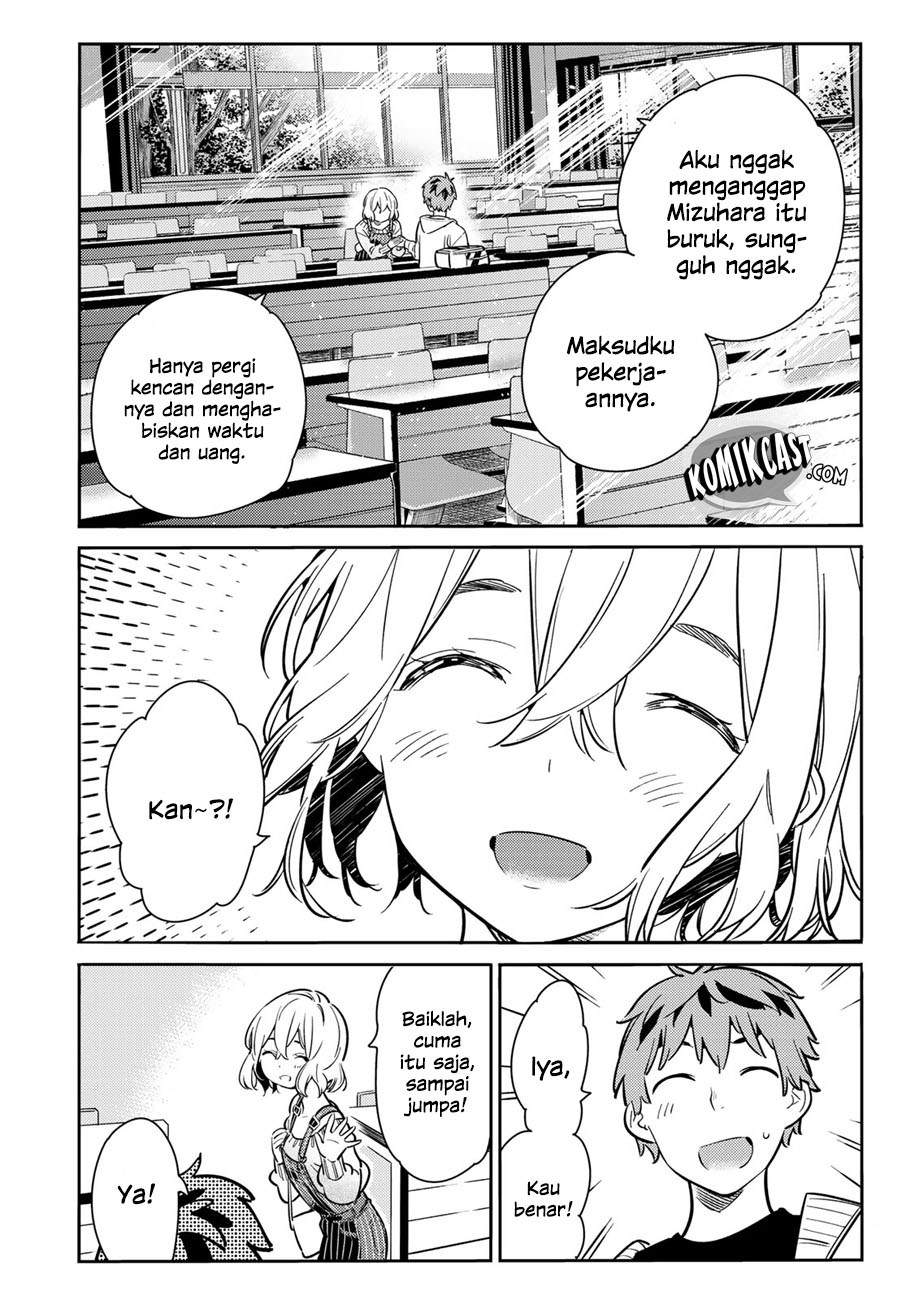 Aku nggak
menganggap
Mizuhara itu
buruk, sung-
guh nggak.
Maksudku
pekerja-
annya.
Hanya pergi
kencan dengan-
nya dan mengha-
biskan waktu
dan uang.
KOMIKCAST
.COM
Kan~?!
Iya,
Kau
benar!
Baiklah,
cuma
itu saja,
sampai
jumpa!
Ya!